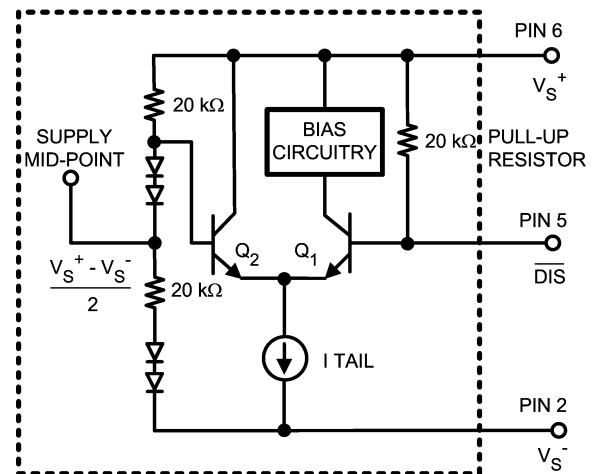 PIN 6
V_S^+
20 kΩ
BIAS
CIRCUITRY
20 kΩ
PULL-UP
RESISTOR
SUPPLY
MID-POINT
PIN 5
Q_2
Q_1
DIS
V_S^+ - V_S^-
2
20 kΩ
I TAIL
PIN 2
V_S^-